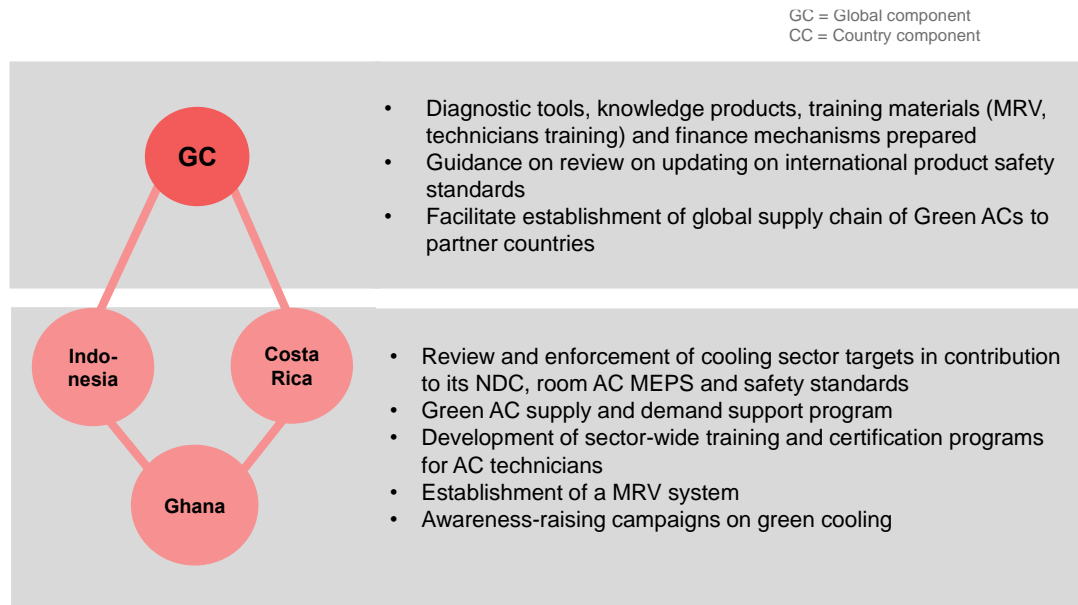 GC = Global component
CC = Country component
GC
• Diagnostic tools, knowledge products, training materials (MRV,
technicians training) and finance mechanisms prepared
• Guidance on review on updating on international product safety
standards
• Facilitate establishment of global supply chain of Green ACs to
partner countries
Indo-
nesia
Costa
Rica
Ghana
• Review and enforcement of cooling sector targets in contribution
to its NDC, room AC MEPS and safety standards
• Green AC supply and demand support program
• Development of sector-wide training and certification programs
for AC technicians
• Establishment of a MRV system
• Awareness-raising campaigns on green cooling